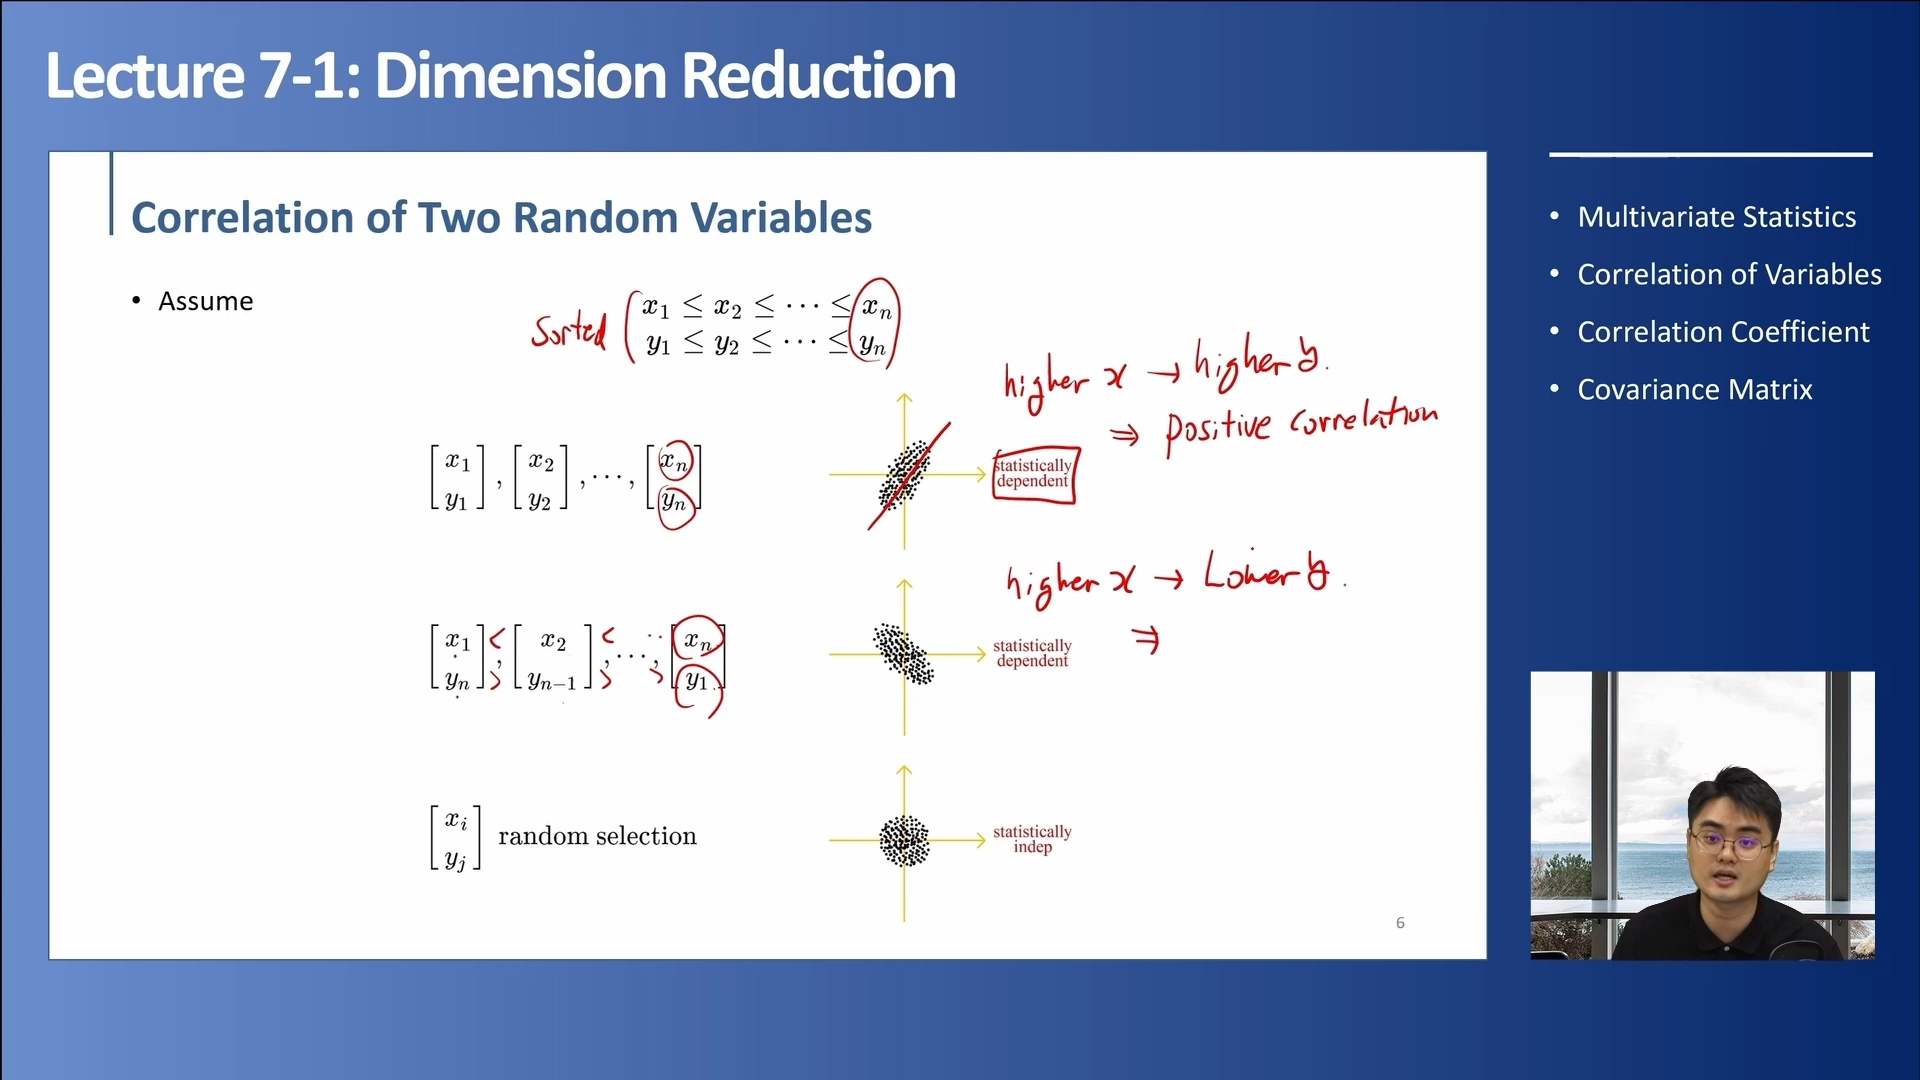 Lecture 7-1: Dimension Reduction
Correlation of Two Random Variables
• Assume
Sorted
x₁ ≤ x₂ ≤ ⋯ ≤ xₙ
y₁ ≤ y₂ ≤ ⋯ ≤ yₙ
higher x → higher y.
⇒ positive correlation
[x₁ y₁], [x₂ y₂], ⋯, [xₙ yₙ]
statistically
dependent
higher x → Lower y.
⇒
[x₁ yₙ] < > , [x₂ yₙ₋₁] < > , ⋯, > [xₙ y₁]
statistically
dependent
[xᵢ yⱼ] random selection
statistically
indep
6
• Multivariate Statistics
• Correlation of Variables
• Correlation Coefficient
• Covariance Matrix